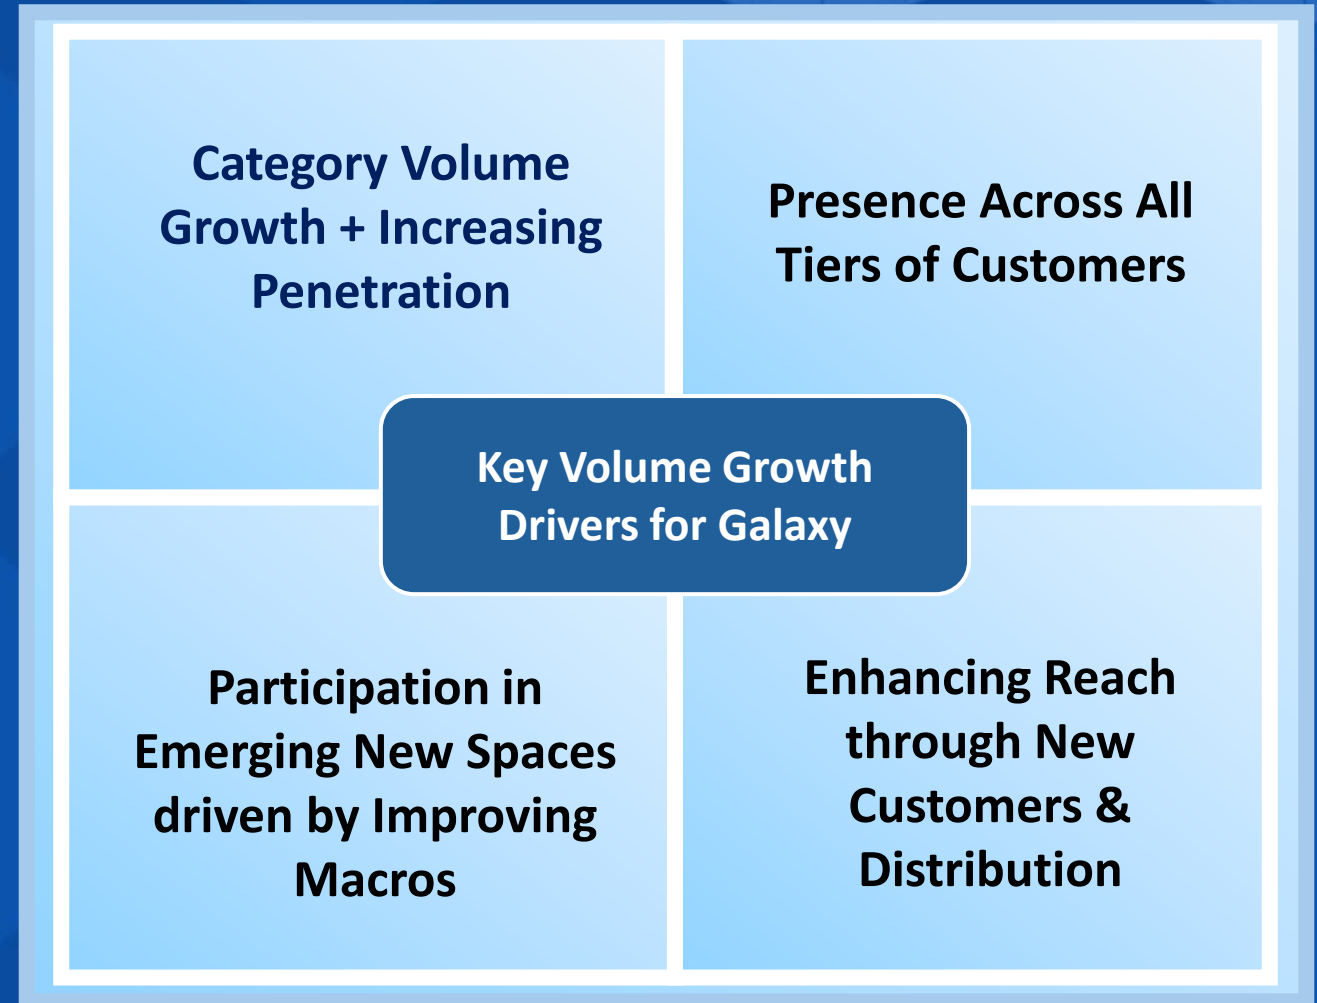 Category Volume
Growth + Increasing
Penetration
Presence Across All
Tiers of Customers
Key Volume Growth
Drivers for Galaxy
Participation in
Emerging New Spaces
driven by Improving
Macros
Enhancing Reach
through New
Customers &
Distribution